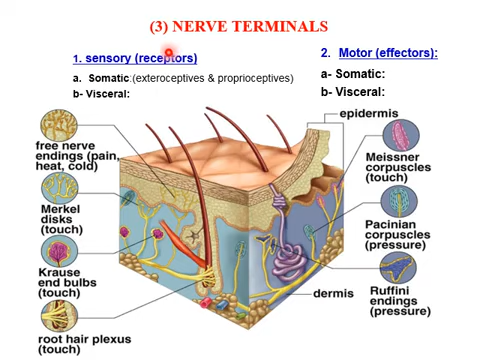 (3) NERVE TERMINALS
1. sensory (receptors)
a. Somatic:(exteroceptives & proprioceptives)
b- Visceral:
2. Motor (effectors):
a- Somatic:
b- Visceral:
free nerve
endings (pain,
heat, cold)
Merkel
disks
(touch)
Krause
end bulbs
(touch)
root hair plexus
(touch)
epidermis
Meissner
corpuscles
(touch)
Pacinian
corpuscles
(pressure)
Ruffini
endings
(pressure)
dermis